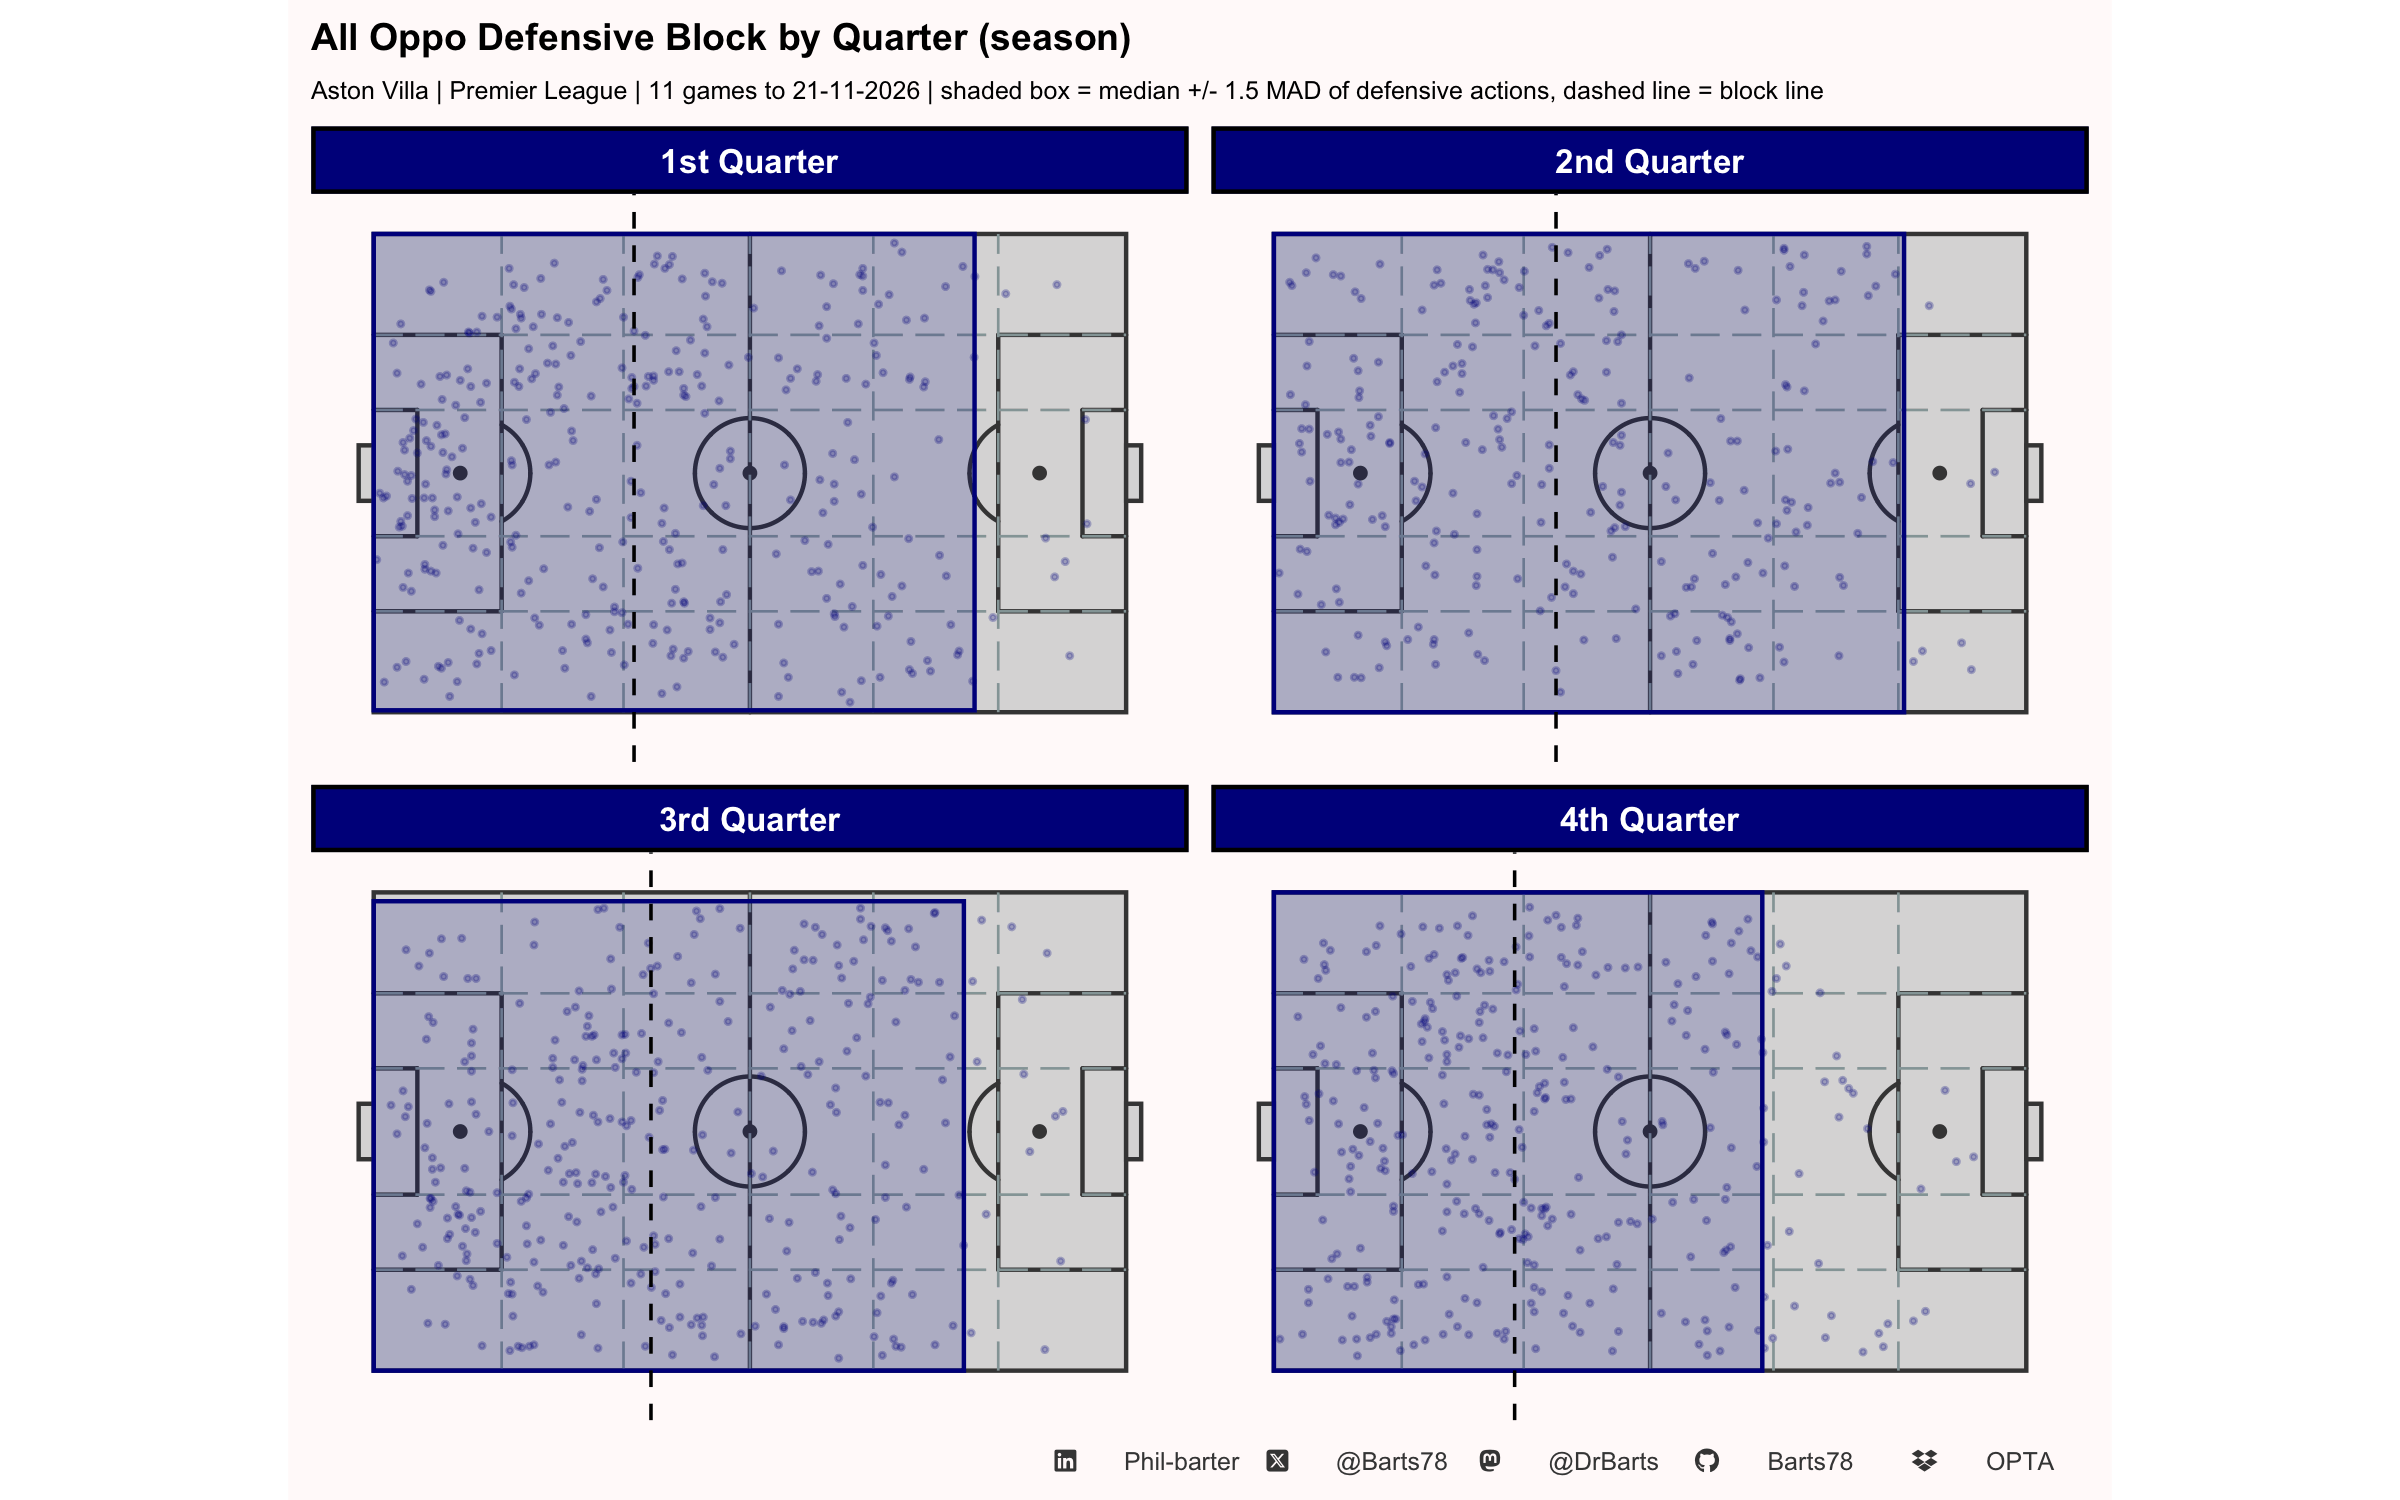 All Oppo Defensive Block by Quarter (season)
Aston Villa | Premier League | 11 games to 21-11-2026 | shaded box = median +/- 1.5 MAD of defensive actions, dashed line = block line
1st Quarter
2nd Quarter
3rd Quarter
4th Quarter
Phil-barter @Barts78 @DrBarts Barts78 OPTA